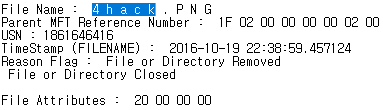 File Name :  4hack.PNG
Parent MFT Reference Number :  1F 02 00 00 00 00 02 00
USN : 1861646416
TimeStamp (FILENAME) :  2016-10-19 22:38:59.457124
Reason Flag :  File or Directory Removed
File or Directory Closed
File Attributes :  20 00 00 00